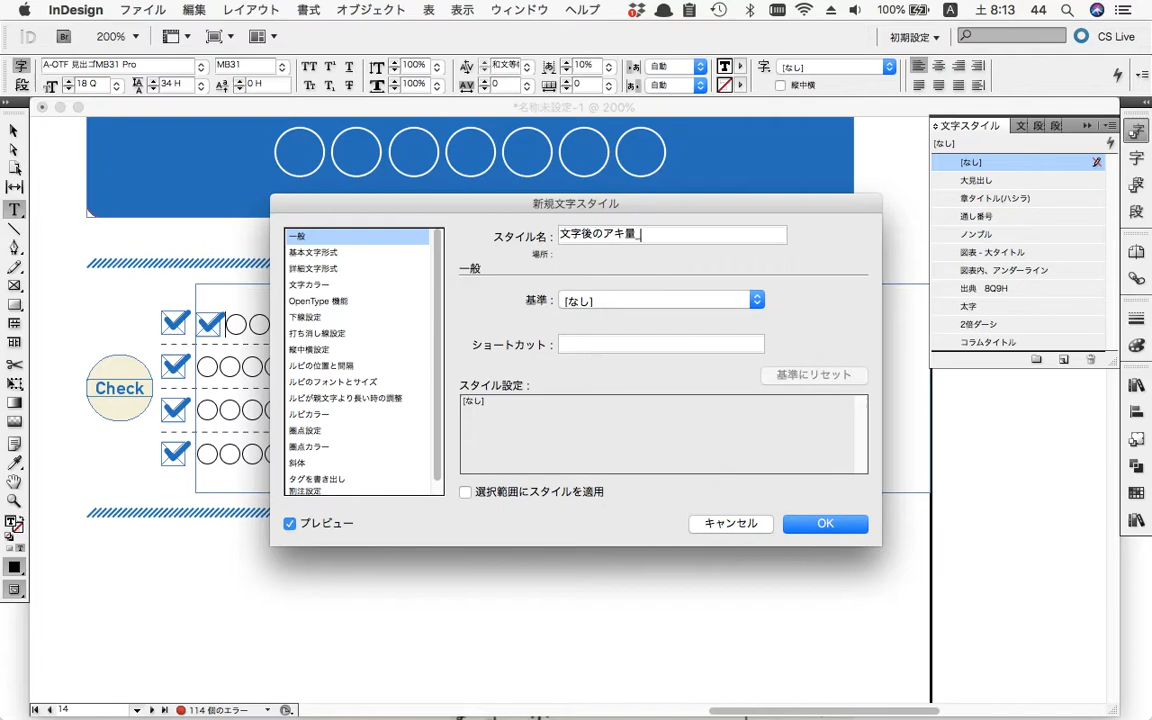 InDesign ファイル 編集 レイアウト 書式 オブジェクト 表 表示 ウィンドウ ヘルプ 100% A 土 8:13 44
Br 200% 初期設定 CS Live
字 A-OTF 見出ゴMB31 Pro MB31 100% 和文等幅 10% 自動 字. [なし]
段 18 Q 34 H 0 H 100% 0 0 自動 縦中横
*名称未設定-1 @ 200%
文字スタイル
[なし]
[なし]
大見出し
章タイトル(ハシラ)
通し番号
ノンブル
図表 - 大タイトル
図表内、アンダーライン
出典 8Q9H
太字
2倍ダーシ
コラムタイトル
Check
新規文字スタイル
一般
基本文字形式
詳細文字形式
文字カラー
OpenType 機能
下線設定
打ち消し線設定
縦中横設定
ルビの位置と間隔
ルビのフォントとサイズ
ルビが親文字より長い時の調整
ルビカラー
圏点設定
圏点カラー
斜体
タグを書き出し
割注設定
スタイル名 : 文字後のアキ量_
場所 :
一般
基準 : [なし]
ショートカット :
基準にリセット
スタイル設定 :
[なし]
選択範囲にスタイルを適用
プレビュー
キャンセル
OK
14 114 個のエラー